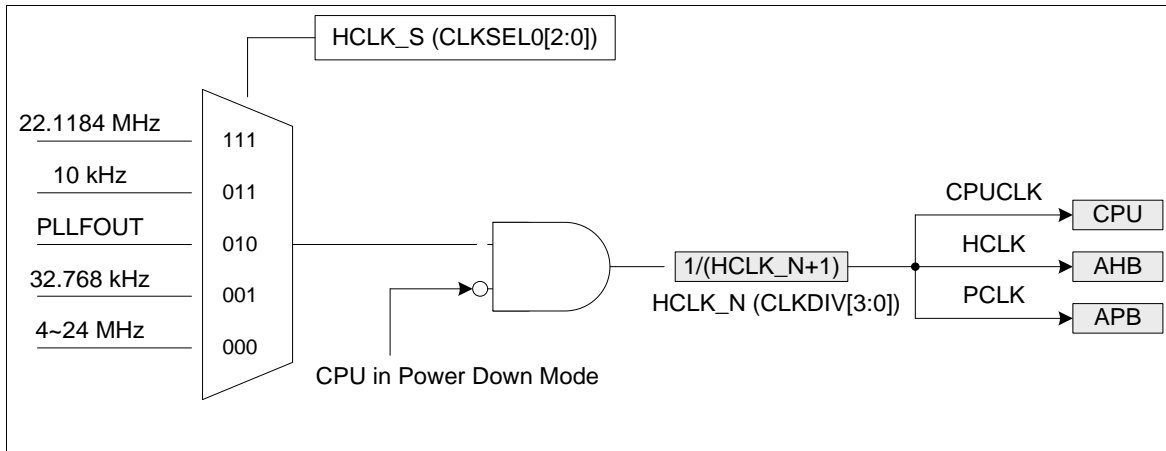 HCLK_S (CLKSEL0[2:0])
22.1184 MHz
111
10 kHz
011
PLLFOUT
010
32.768 kHz
001
4~24 MHz
000
CPU in Power Down Mode
1/(HCLK_N+1)
HCLK_N (CLKDIV[3:0])
CPUCLK
CPU
HCLK
AHB
PCLK
APB